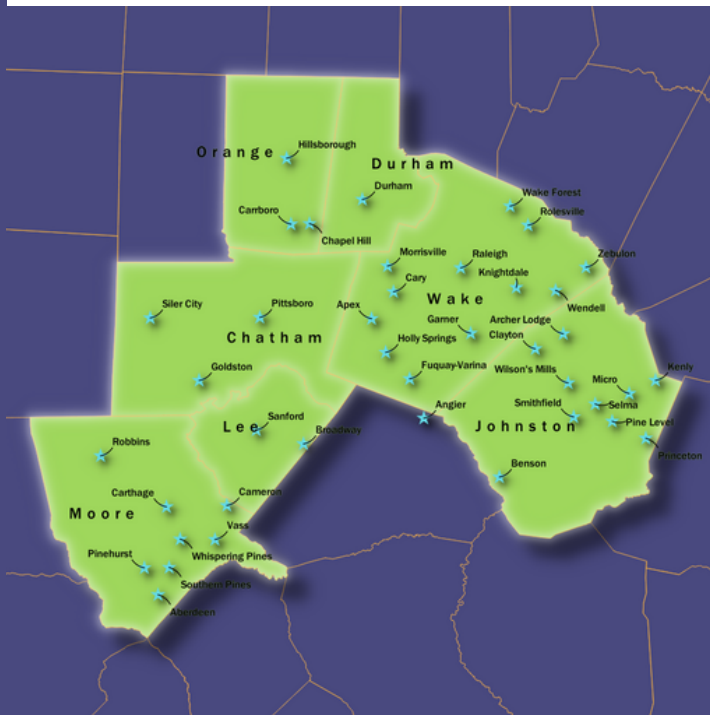 Hillsborough
Orange
Durham
Durham
Wake Forest
Carrboro
Rolesville
Chapel Hill
Morrisville
Raleigh
Zebulon
Knightdale
Cary
Wake
Siler City
Pittsboro
Apex
Wendell
Garner
Archer Lodge
Chatham
Clayton
Holly Springs
Goldston
Fuquay-Varina
Wilson's Mills
Kenly
Micro
Angier
Smithfield
Selma
Sanford
Lee
Johnston
Pine Level
Broadway
Robbins
Princeton
Benson
Carthage
Cameron
Moore
Vass
Pinehurst
Whispering Pines
Southern Pines
Aberdeen